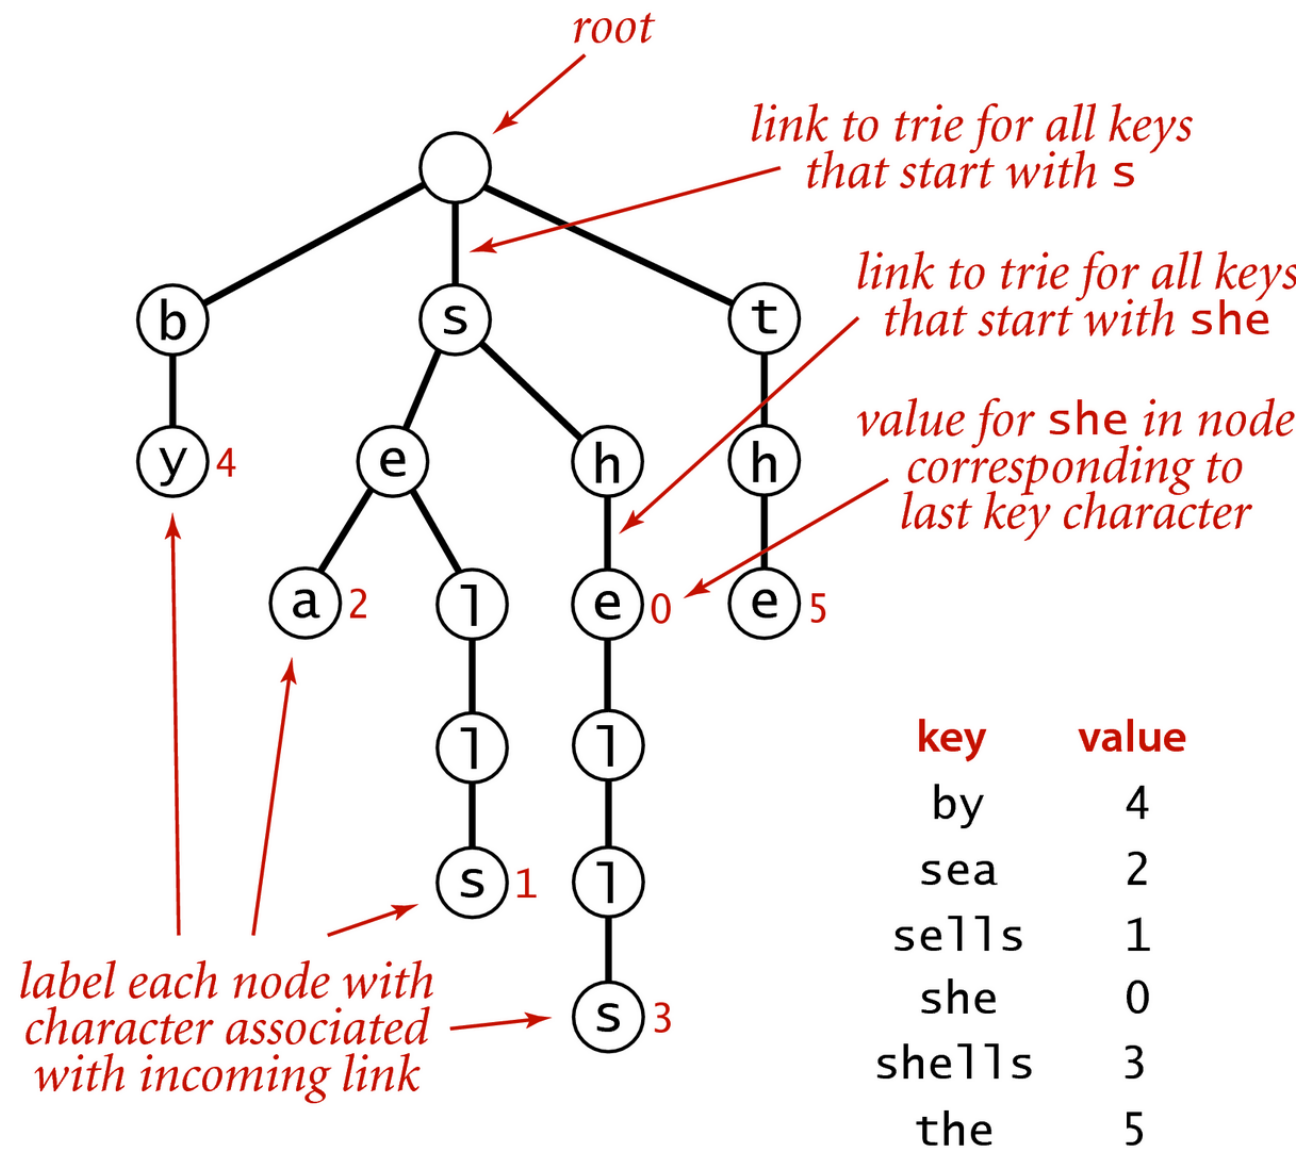 root
link to trie for all keys
that start with s
link to trie for all keys
that start with she
value for she in node
corresponding to
last key character
b
s
t
y 4
e
h
h
a 2
l
e 0
e 5
l
l
s 1
l
s 3
label each node with
character associated
with incoming link
key value
by 4
sea 2
sells 1
she 0
shells 3
the 5